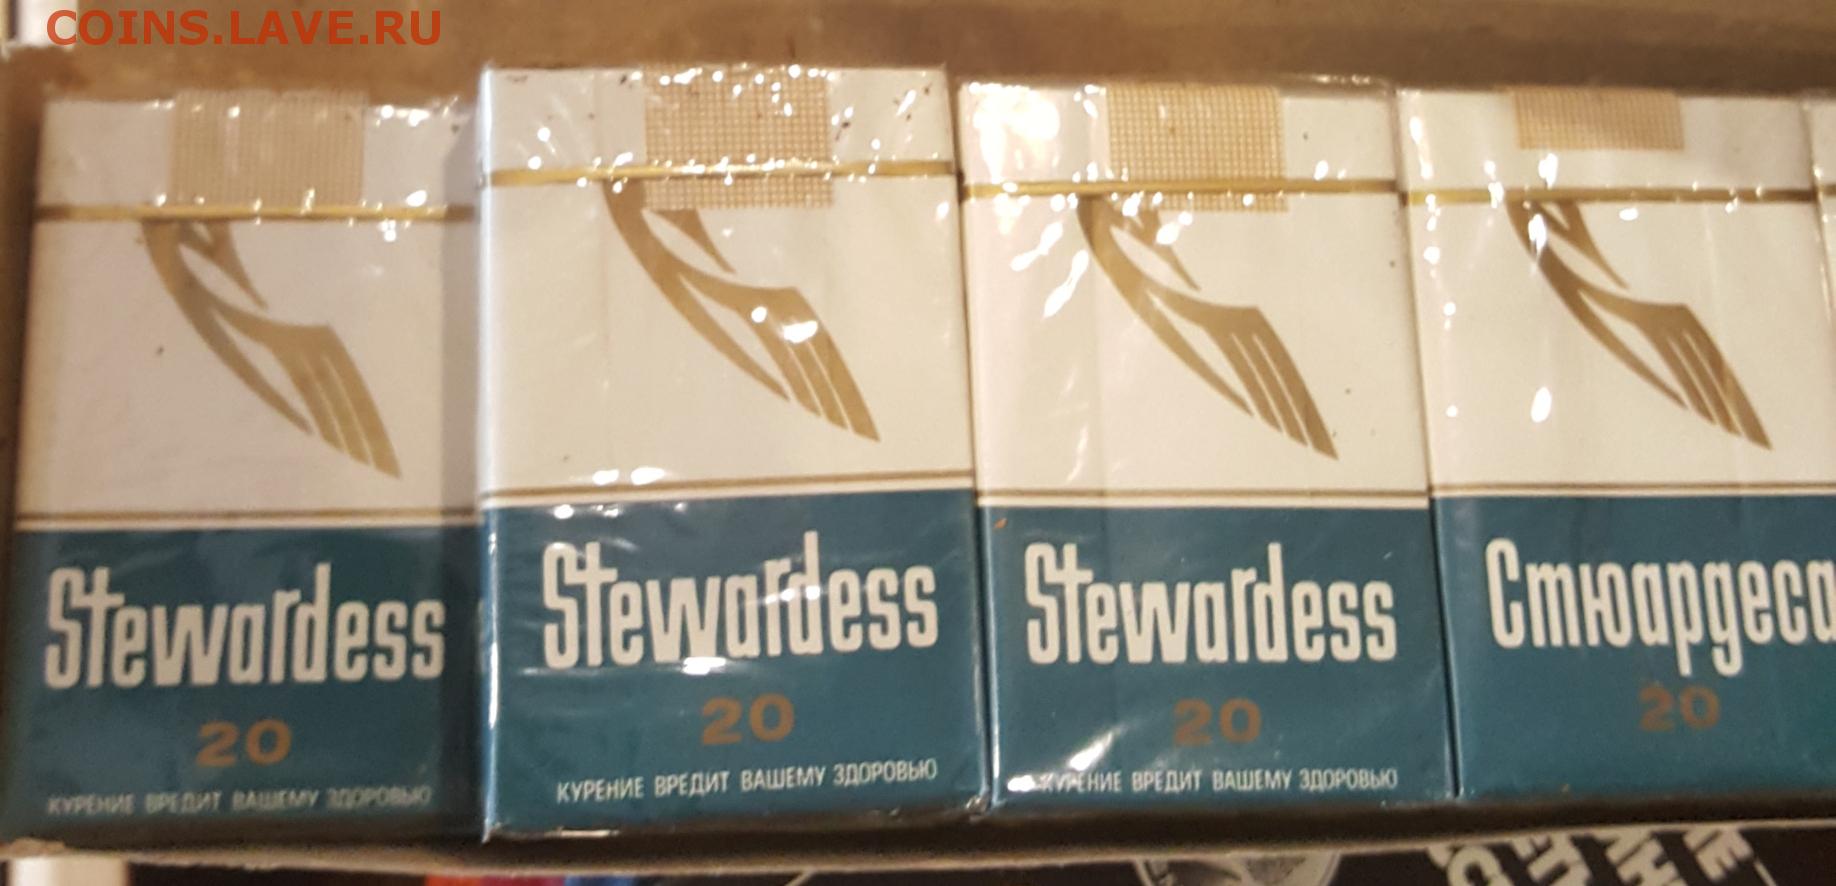 COINS.LAVE.RU
Stewardess
20
КУРЕНИЕ ВРЕДИТ ВАШЕМУ ЗДОРОВЬЮ
Stewardess
20
КУРЕНИЕ ВРЕДИТ ВАШЕМУ ЗДОРОВЬЮ
Stewardess
20
КУРЕНИЕ ВРЕДИТ ВАШЕМУ ЗДОРОВЬЮ
Стюардеса
20